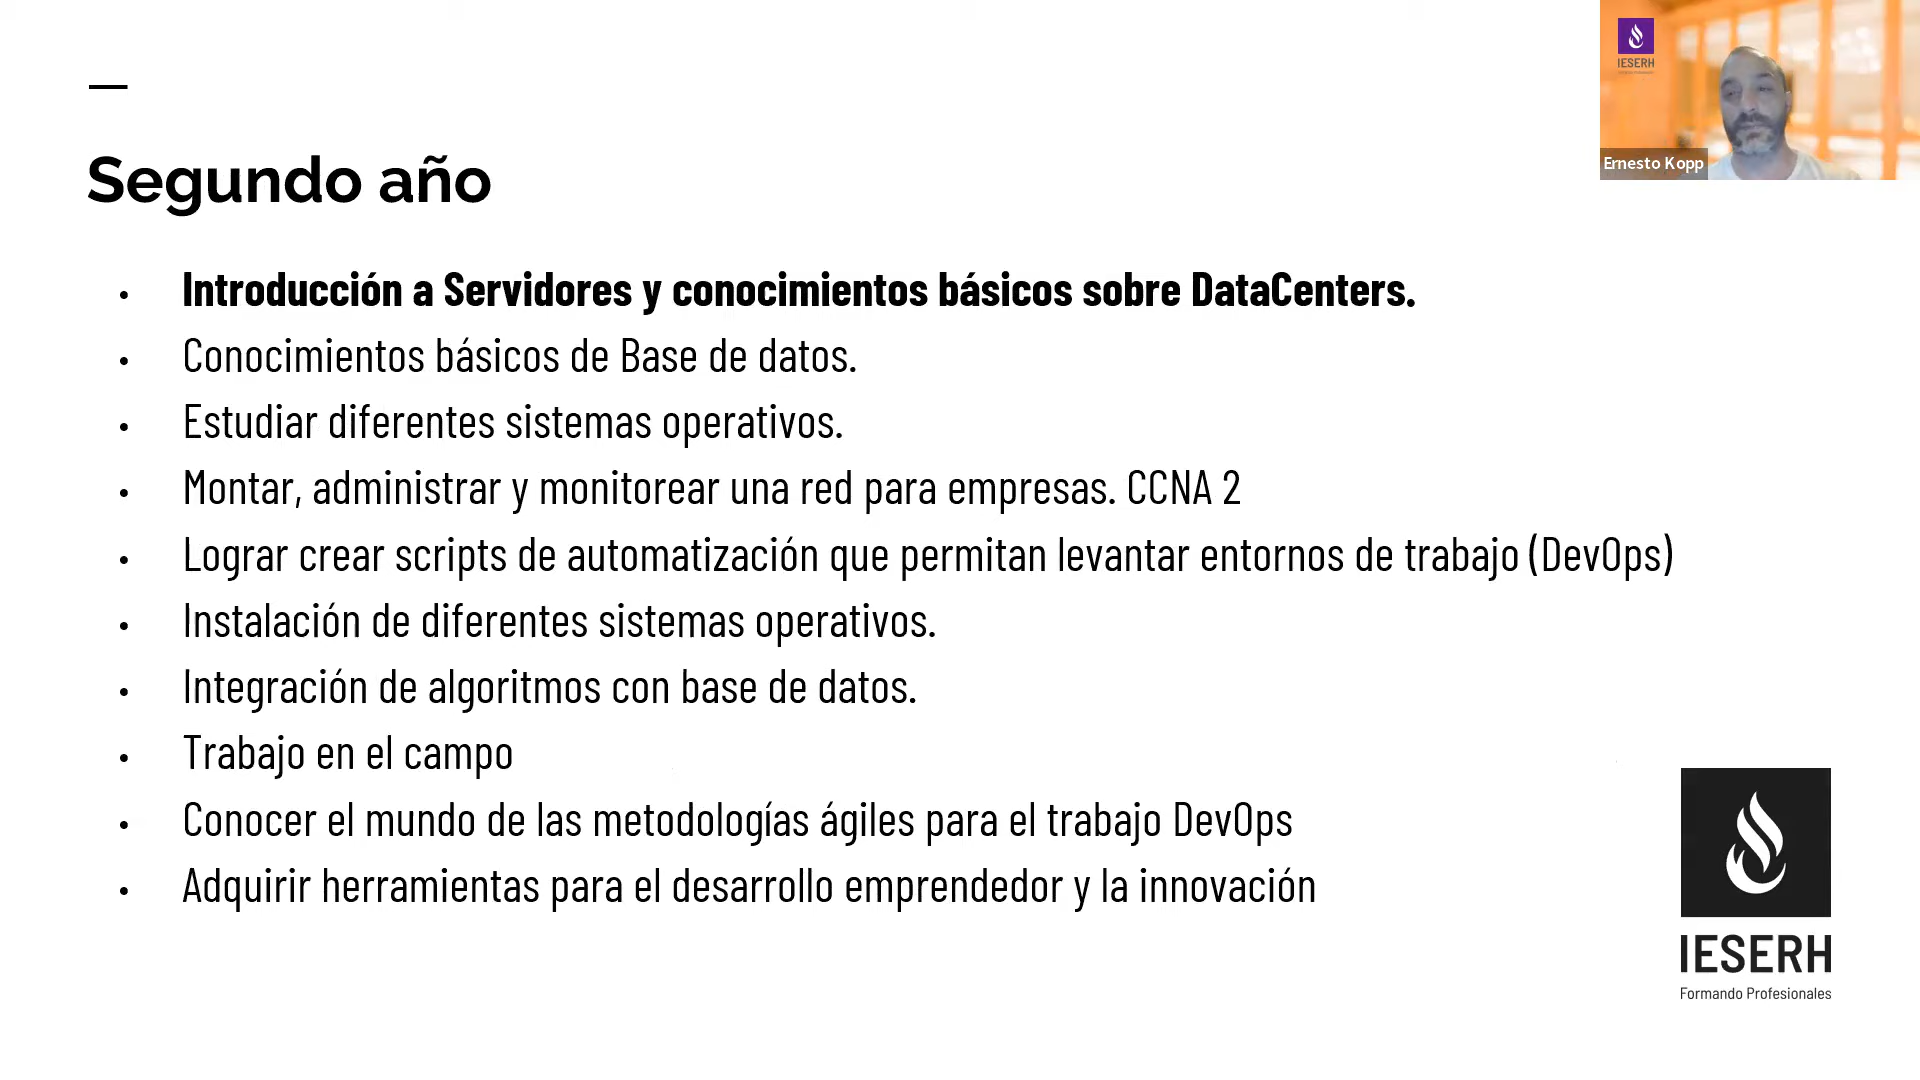 IESERH
Ernesto Kopp
Segundo año
• Introducción a Servidores y conocimientos básicos sobre DataCenters.
• Conocimientos básicos de Base de datos.
• Estudiar diferentes sistemas operativos.
• Montar, administrar y monitorear una red para empresas. CCNA 2
• Lograr crear scripts de automatización que permitan levantar entornos de trabajo (DevOps)
• Instalación de diferentes sistemas operativos.
• Integración de algoritmos con base de datos.
• Trabajo en el campo
• Conocer el mundo de las metodologías ágiles para el trabajo DevOps
• Adquirir herramientas para el desarrollo emprendedor y la innovación
IESERH
Formando Profesionales